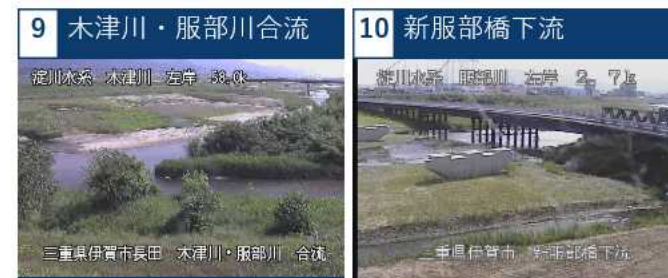 9 木津川・服部川合流
淀川水系 木津川 左岸 58.0k
三重県伊賀市長田 木津川・服部川 合流
10 新服部橋下流
淀川水系 服部川 左岸 2.7k
三重県伊賀市 新服部橋下流